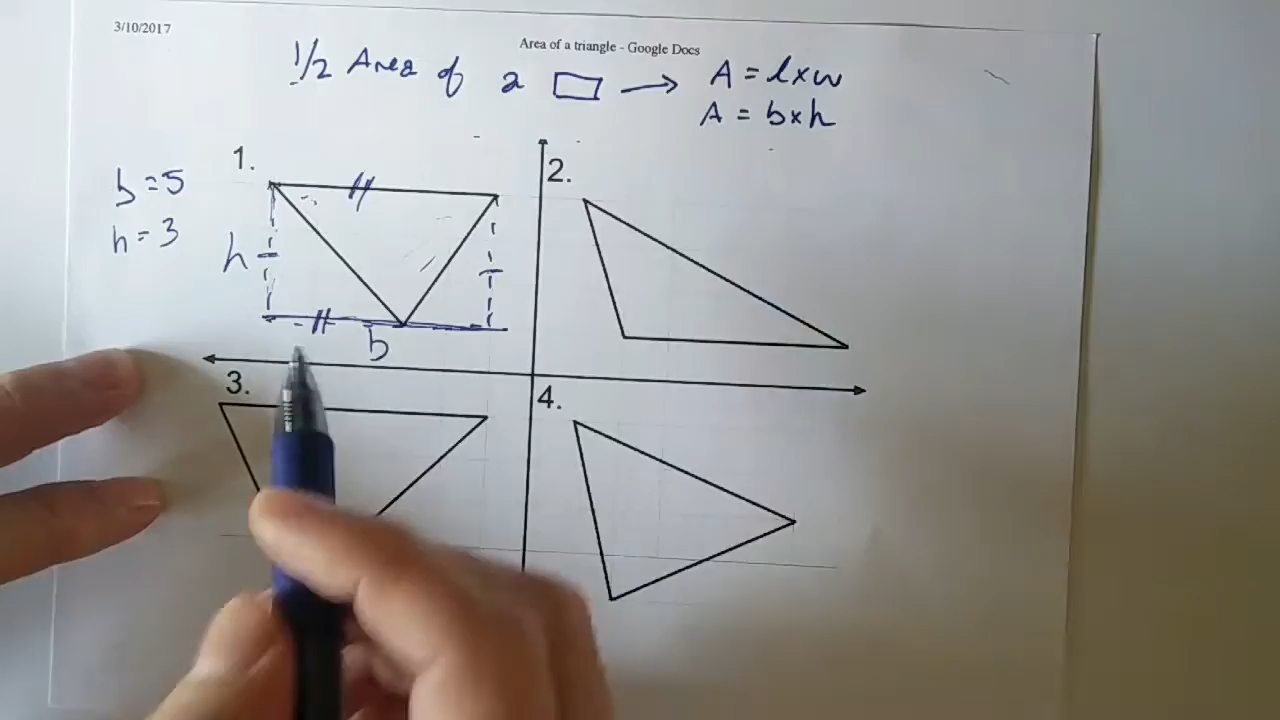 3/10/2017
Area of a triangle - Google Docs
1/2 Area of a ▭ → A = l x w
A = b x h
1.
2.
b = 5
h = 3
h
b
3.
4.